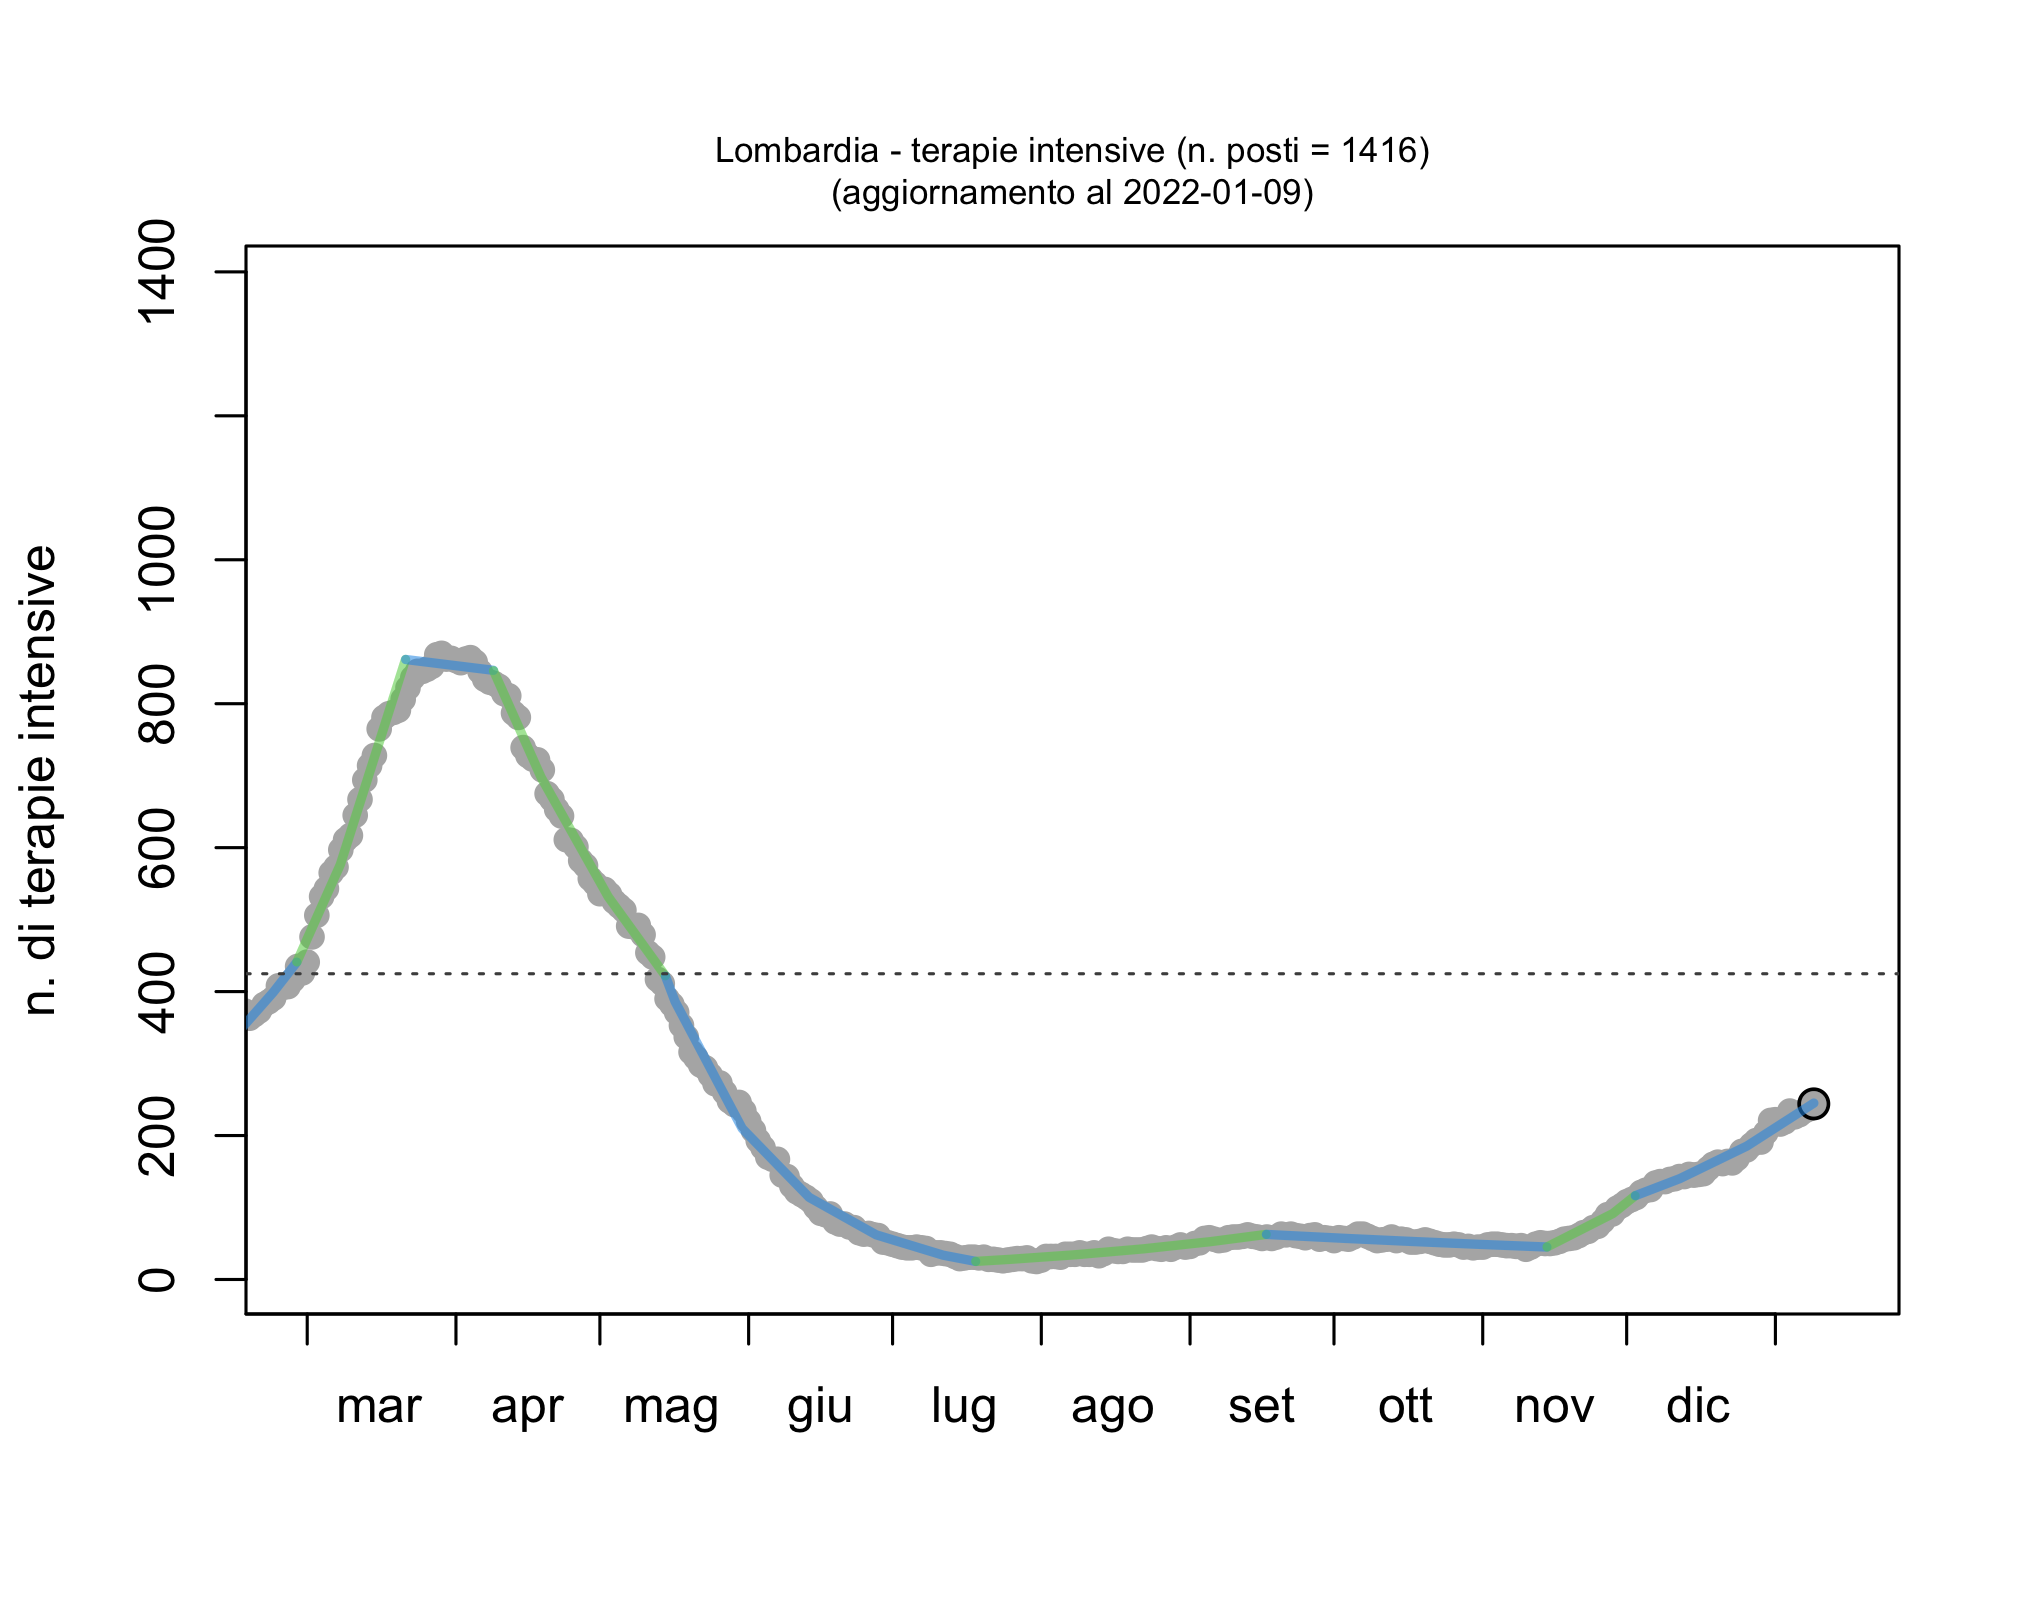 Lombardia - terapie intensive (n. posti = 1416)
(aggiornamento al 2022-01-09)
n. di terapie intensive
1400
1000
800
600
400
200
0
mar apr mag giu lug ago set ott nov dic